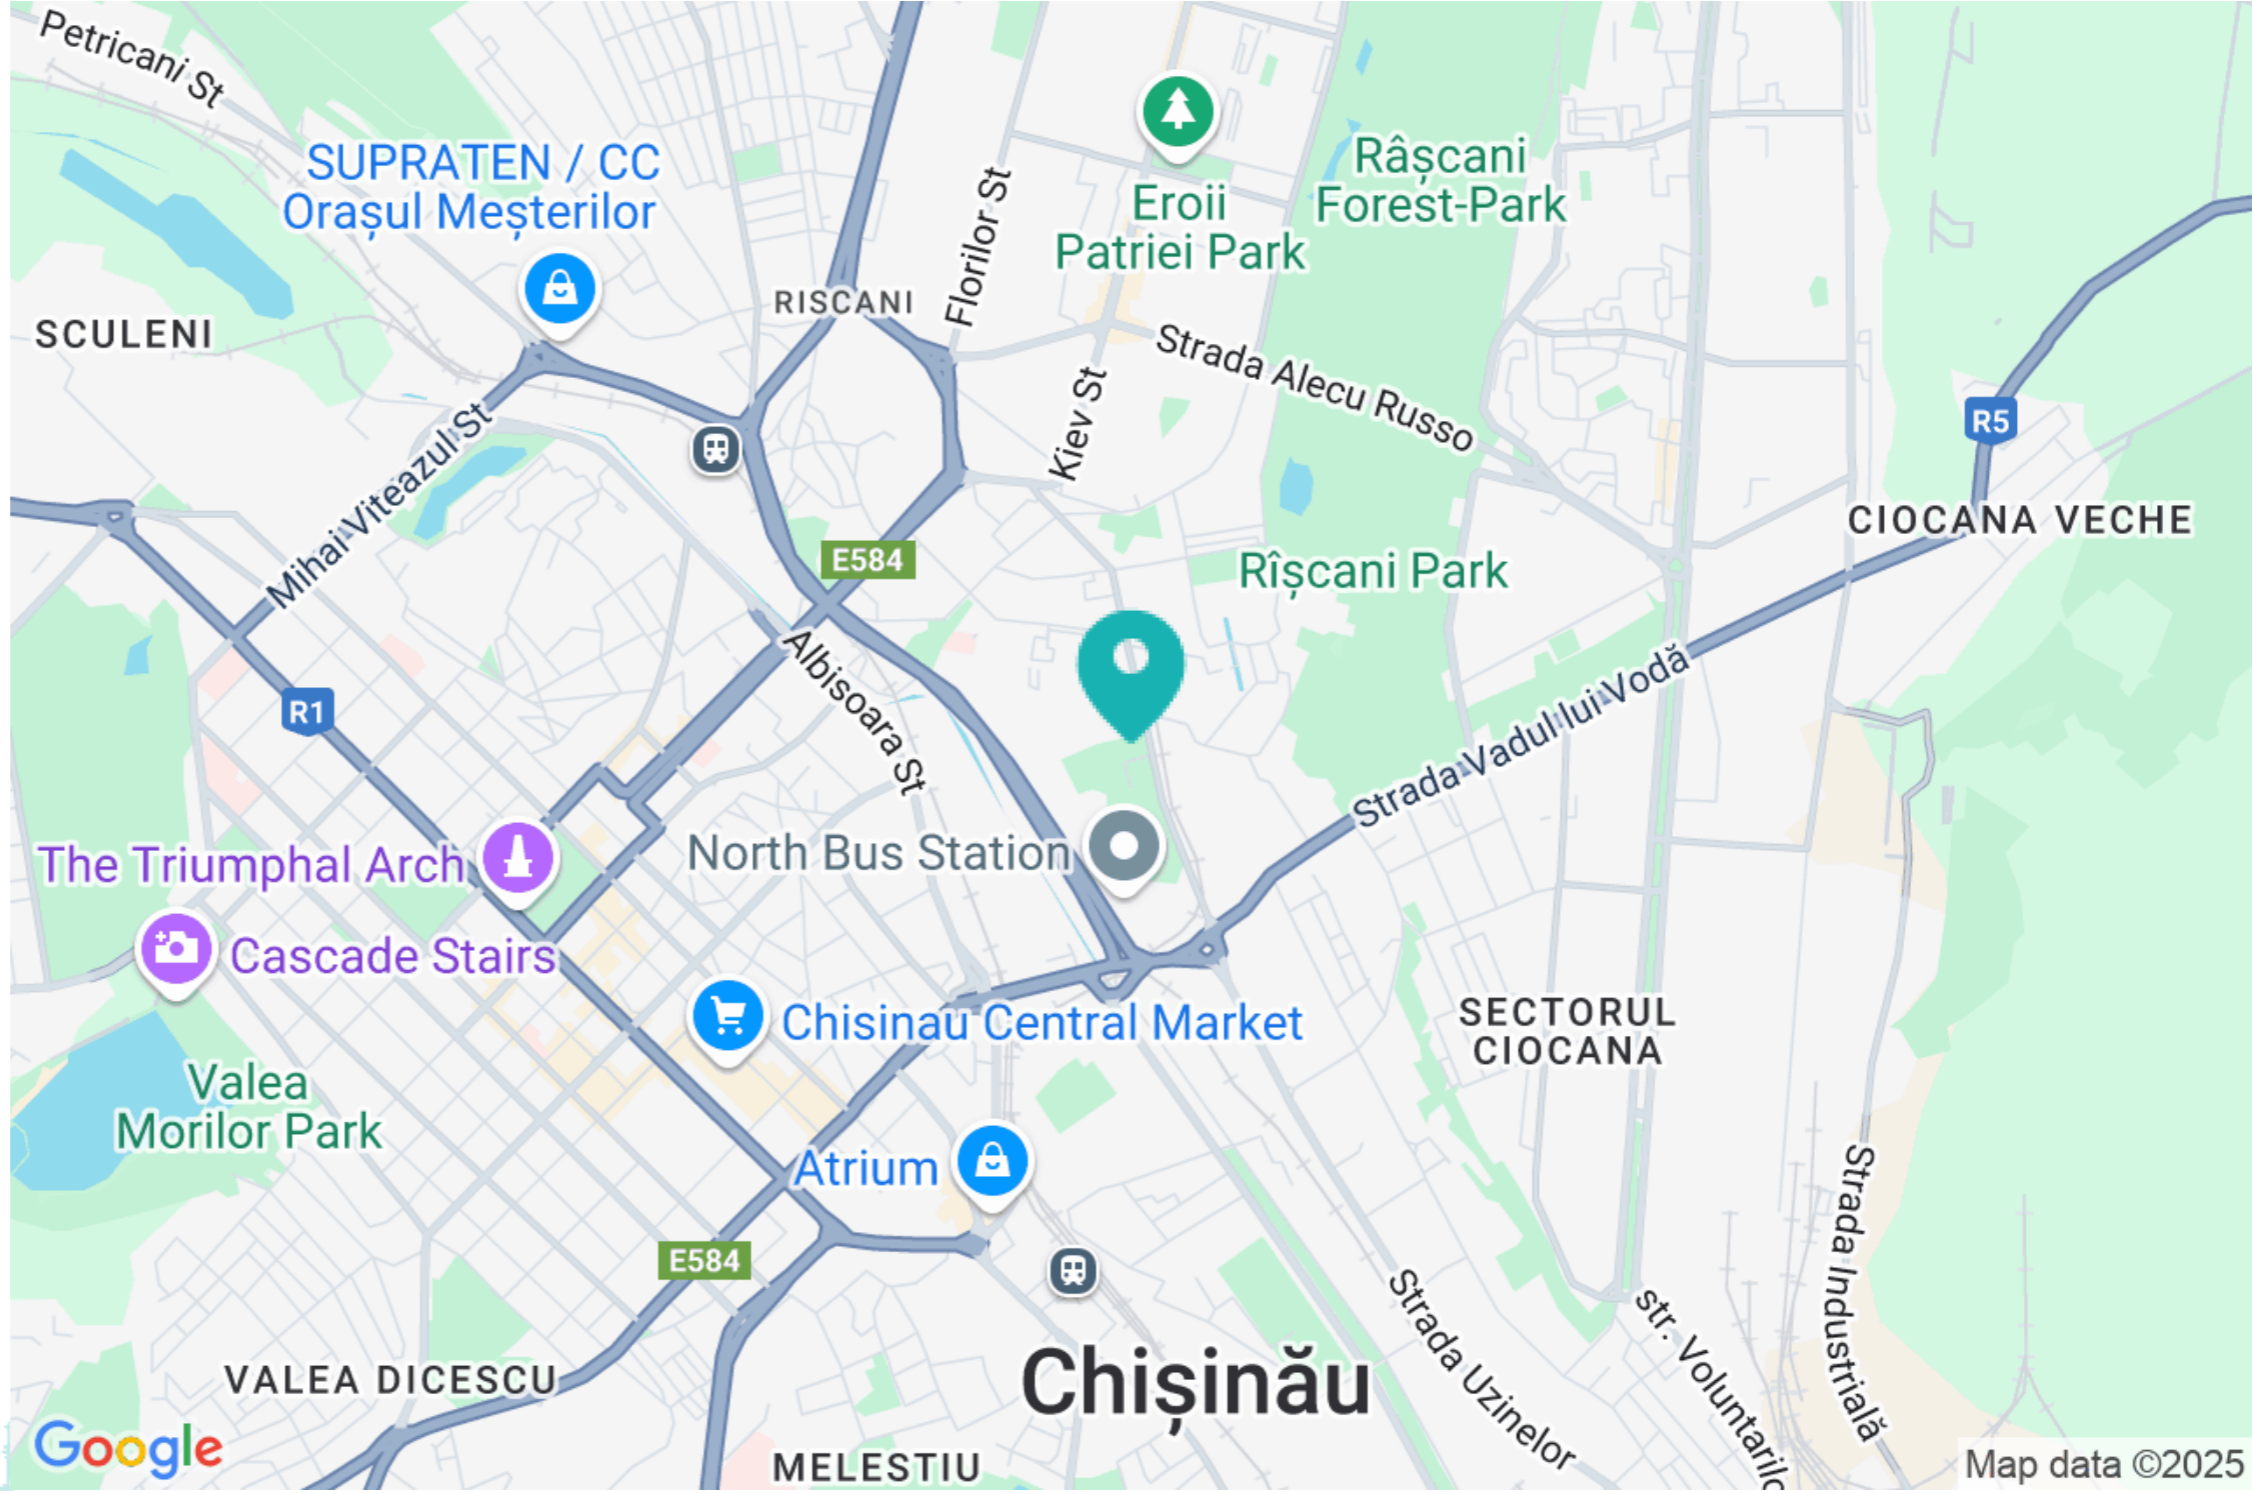 Petricani St
SUPRATEN / CC
Orașul Meșterilor
Florilor St
Eroii
Patriei Park
Râșcani
Forest-Park
RISCANI
SCULENI
Strada Alecu Russo
Kiev St
Mihai Viteazul St
R5
CIOCANA VECHE
E584
Rîșcani Park
Albisoara St
R1
Strada Vadul lui Vodă
The Triumphal Arch
North Bus Station
Cascade Stairs
Chisinau Central Market
SECTORUL
CIOCANA
Valea
Morilor Park
Atrium
Strada Industrială
E584
Strada Uzinelor
str. Voluntarilo
VALEA DICESCU
Chișinău
Google
MELESTIU
Map data ©2025